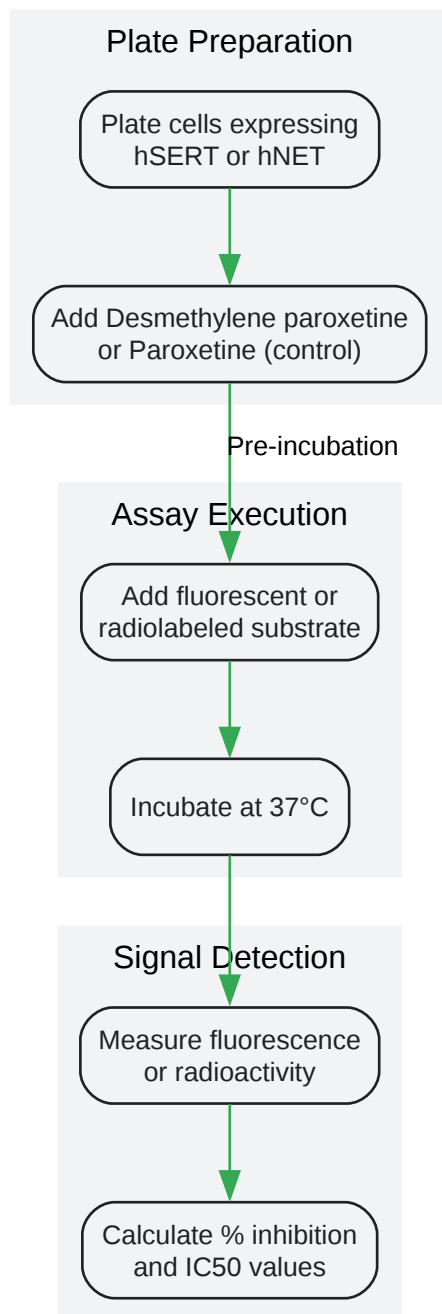 Plate Preparation
Plate cells expressing
hSERT or hNET
Add Desmethylene paroxetine
or Paroxetine (control)
Pre-incubation
Assay Execution
Add fluorescent or
radiolabeled substrate
Incubate at 37°C
Signal Detection
Measure fluorescence
or radioactivity
Calculate % inhibition
and IC50 values